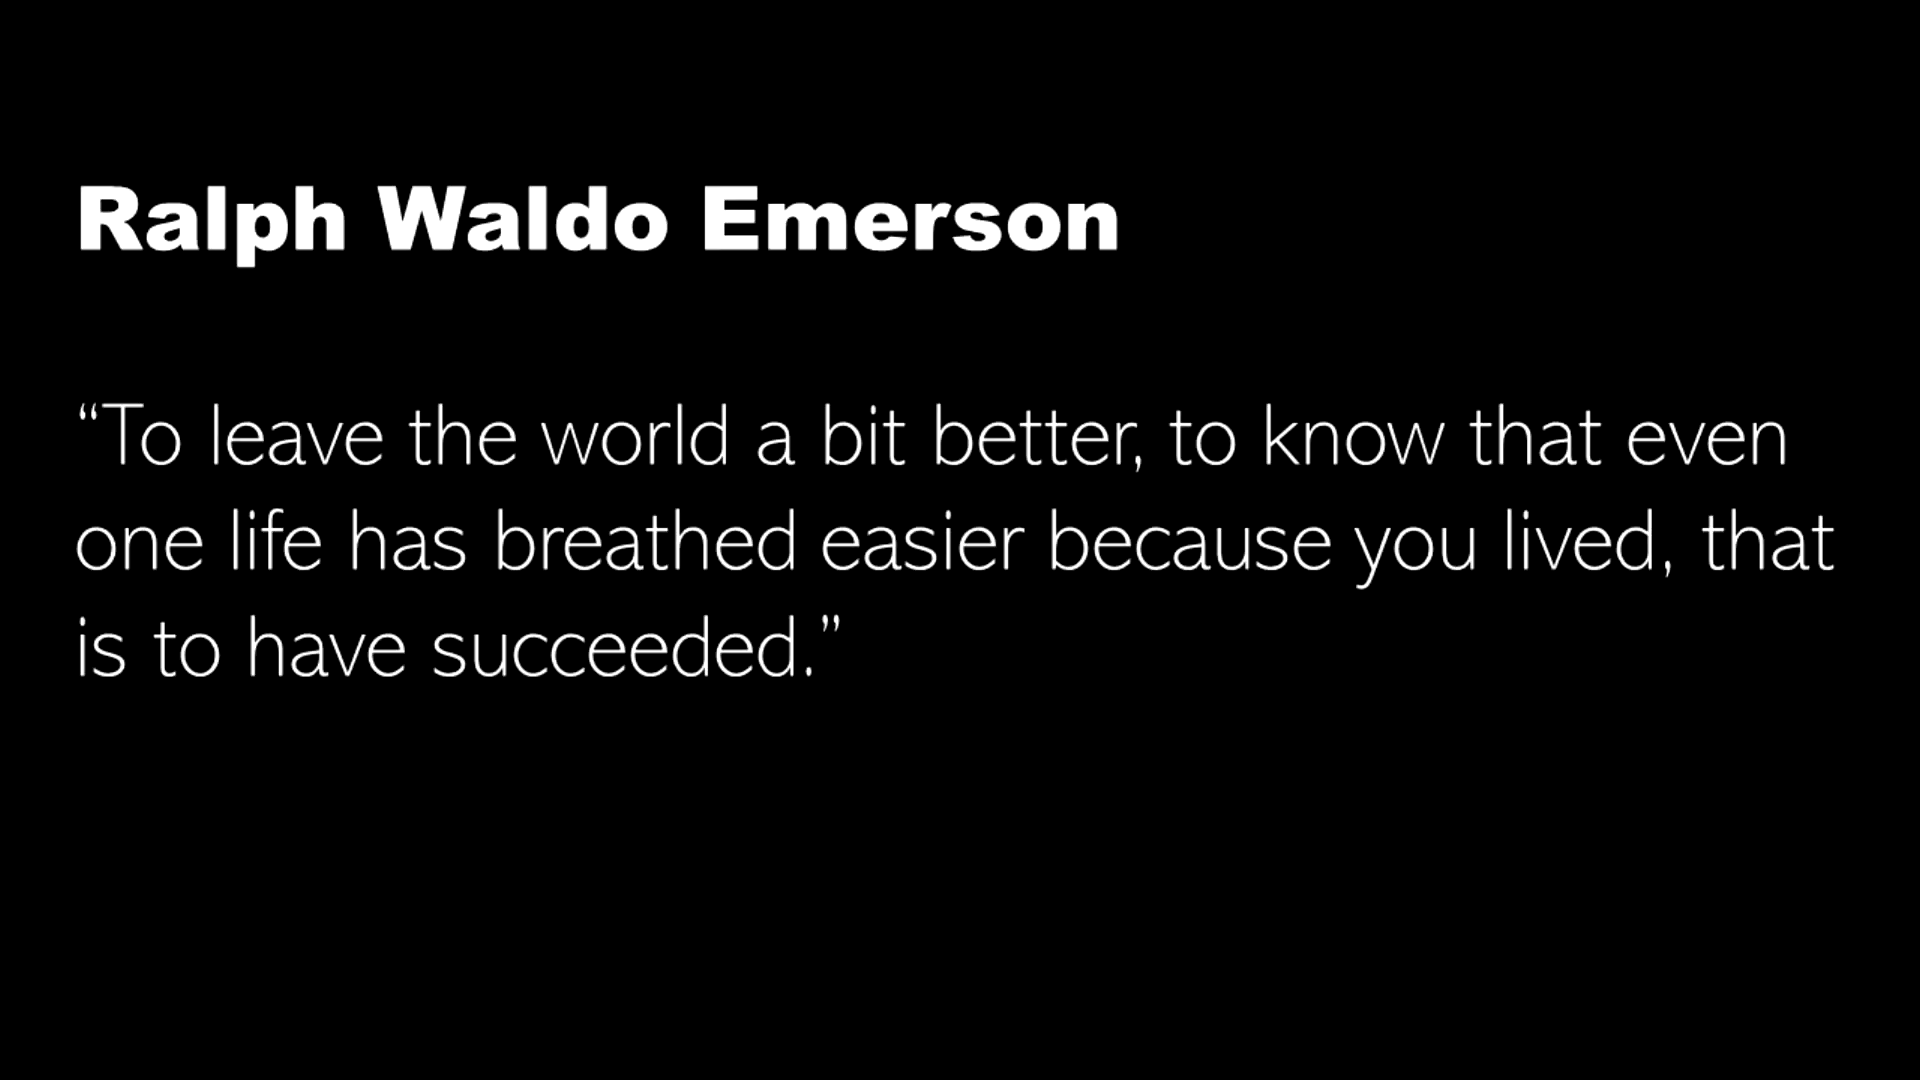 Ralph Waldo Emerson
“To leave the world a bit better, to know that even
one life has breathed easier because you lived, that
is to have succeeded.”